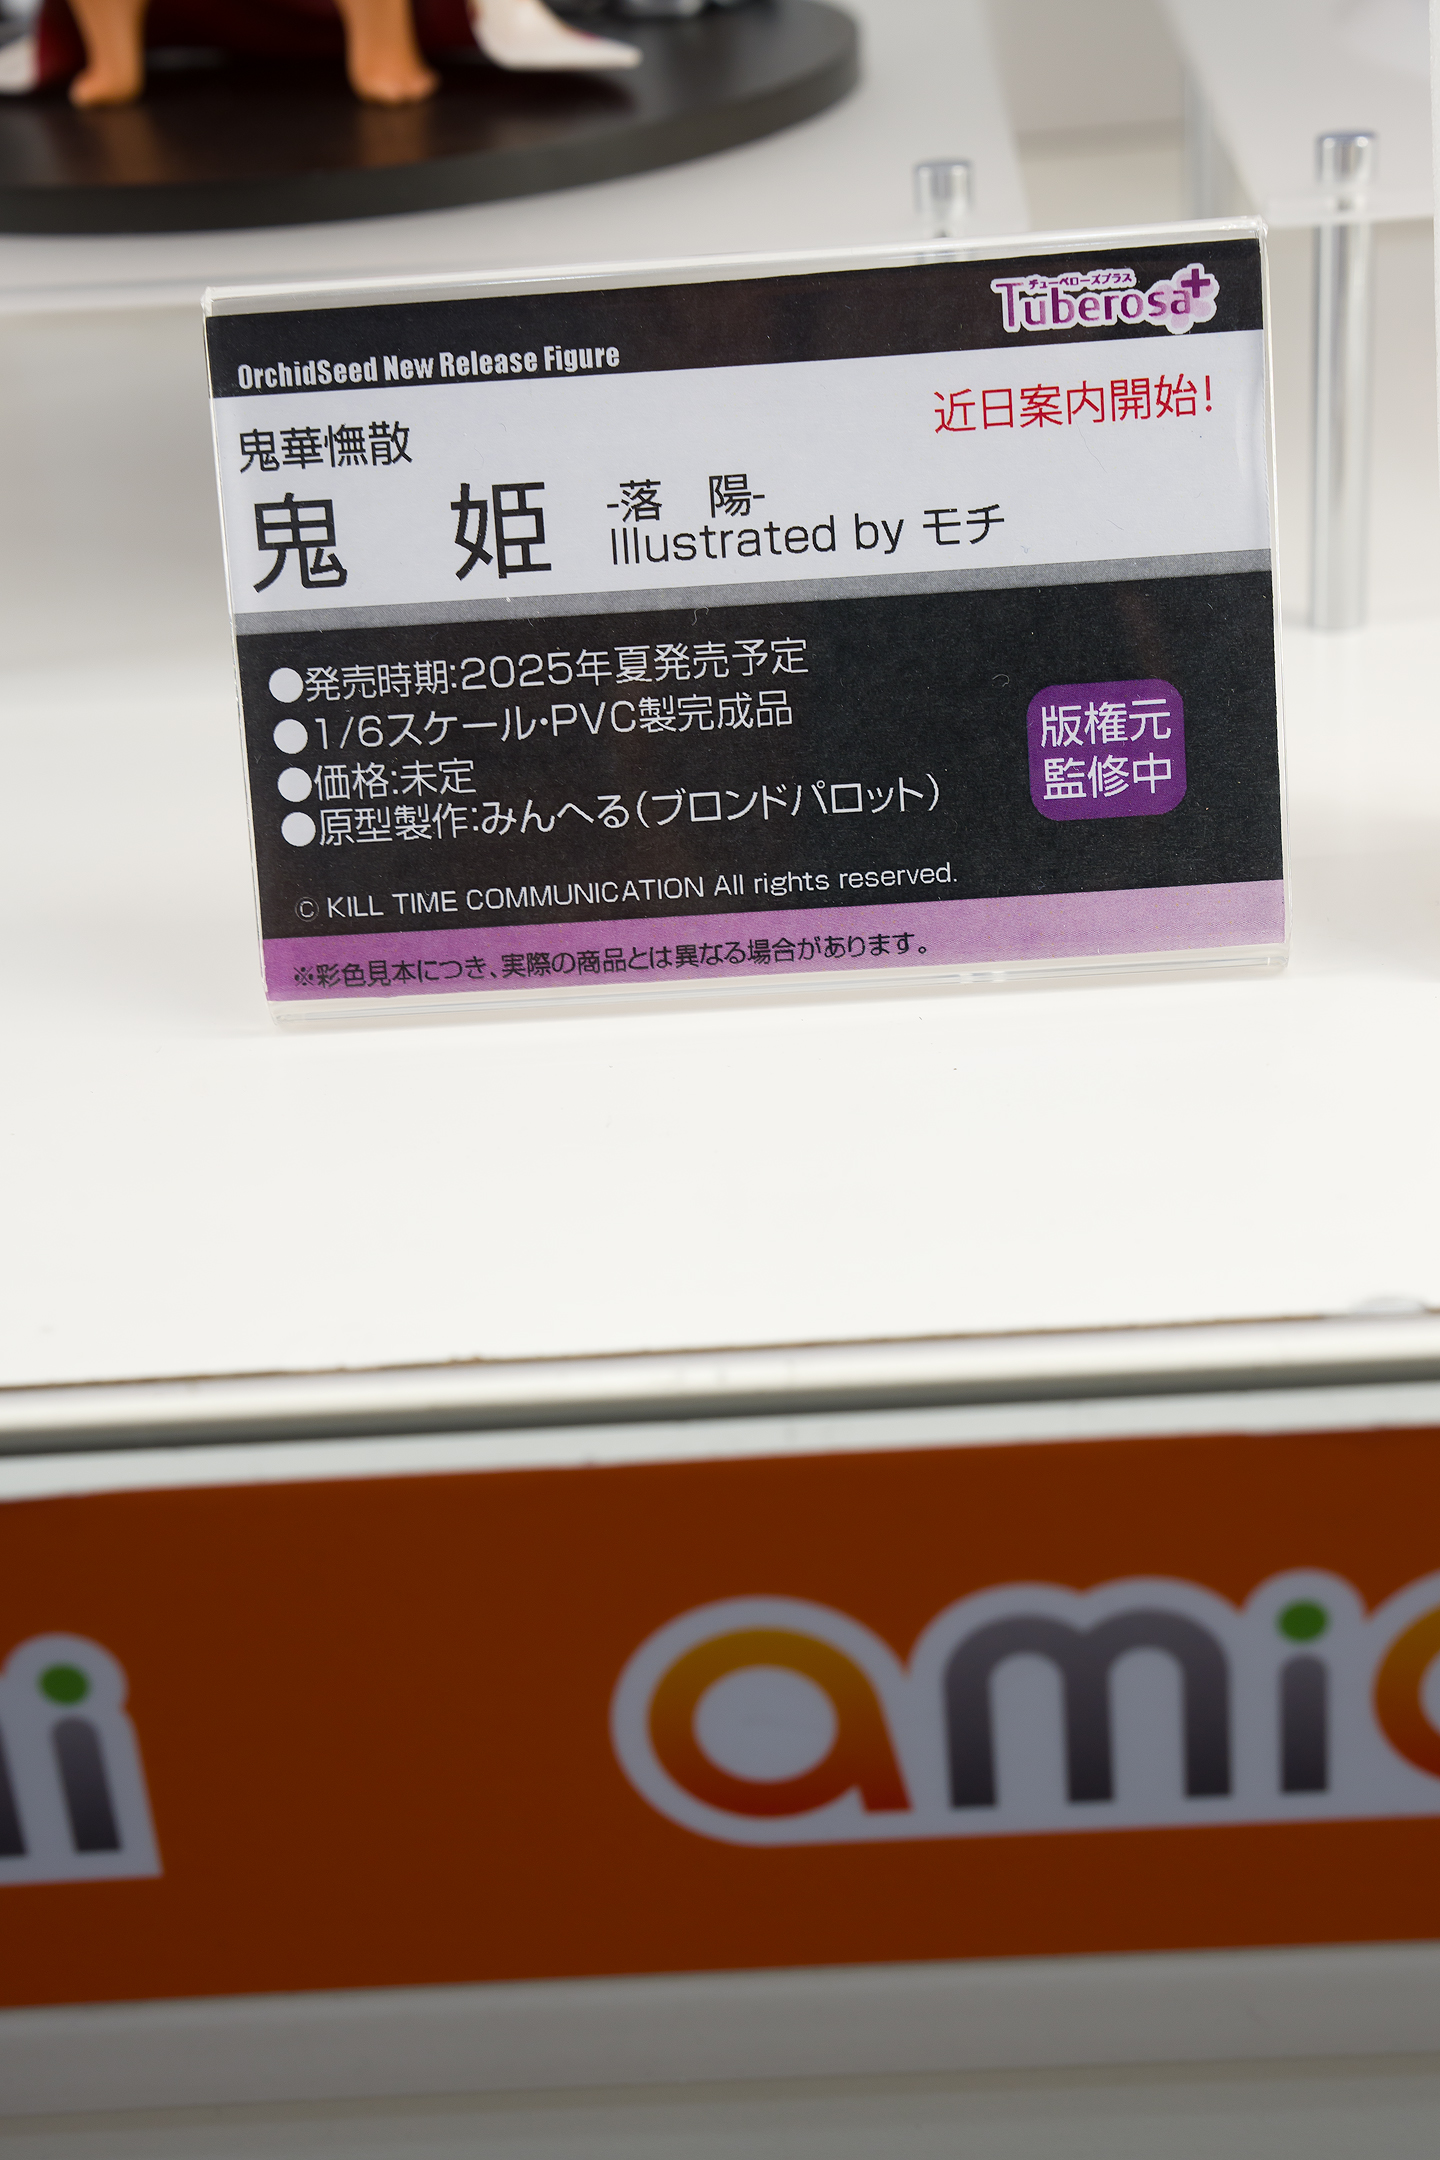 チューベローズプラス
Tuberosa+
OrchidSeed New Release Figure
近日案内開始!
鬼華憮散
鬼 姫 -落 陽-
Illustrated by モチ
●発売時期:2025年夏発売予定
●1/6スケール・PVC製完成品
●価格:未定
●原型製作:みんへる(ブロンドパロット)
版権元
監修中
© KILL TIME COMMUNICATION All rights reserved.
※彩色見本につき、実際の商品とは異なる場合があります。
ami